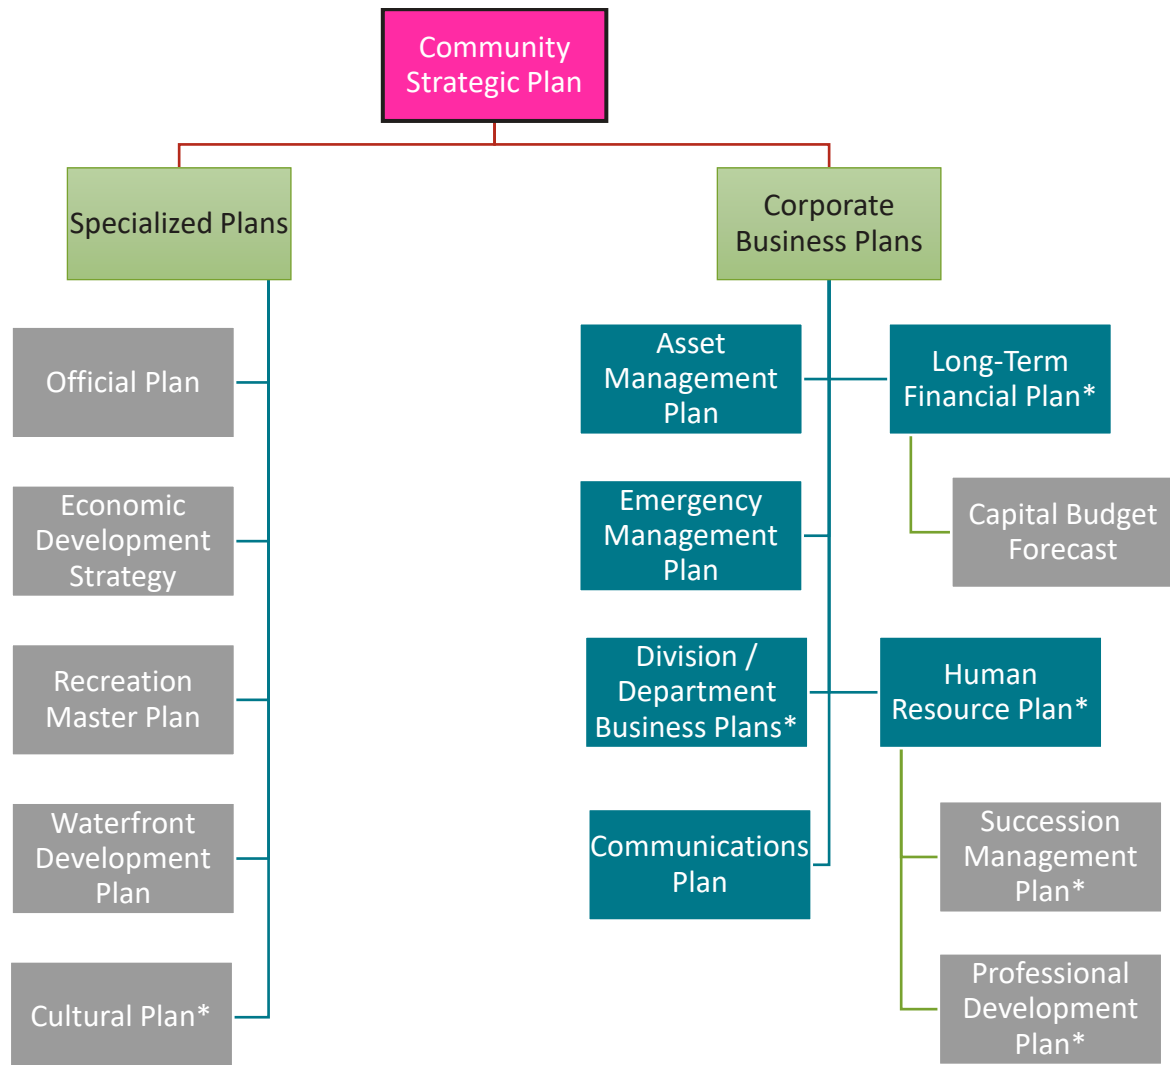 Community
Strategic Plan
Specialized Plans
Corporate
Business Plans
Official Plan
Economic
Development
Strategy
Recreation
Master Plan
Waterfront
Development
Plan
Cultural Plan*
Asset
Management
Plan
Long-Term
Financial Plan*
Capital Budget
Forecast
Emergency
Management
Plan
Division /
Department
Business Plans*
Human
Resource Plan*
Succession
Management
Plan*
Professional
Development
Plan*
Communications
Plan